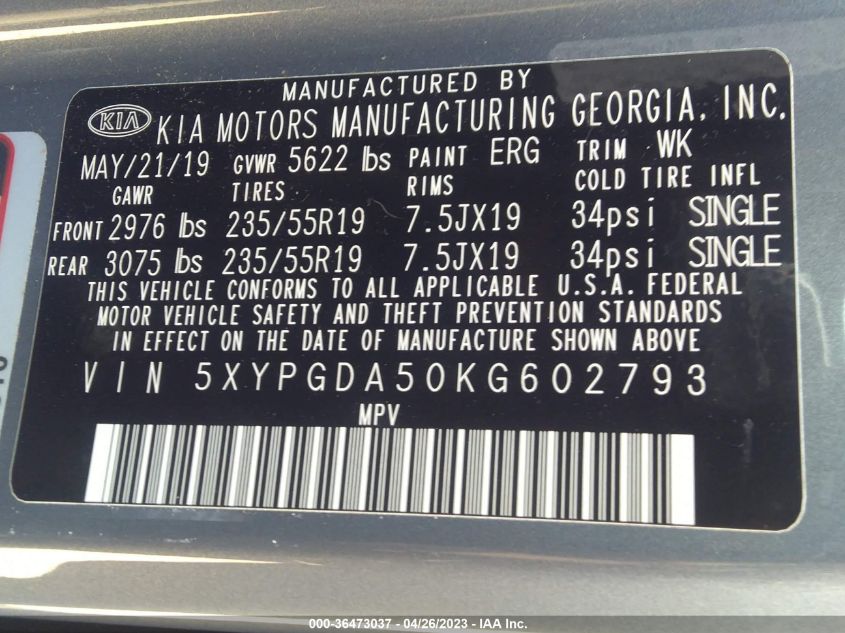 MANUFACTURED BY
KIA KIA MOTORS MANUFACTURING GEORGIA, INC.
MAY/21/19 GVWR 5622 lbs PAINT ERG TRIM WK
GAWR TIRES RIMS COLD TIRE INFL
FRONT 2976 lbs 235/55R19 7.5JX19 34psi SINGLE
REAR 3075 lbs 235/55R19 7.5JX19 34psi SINGLE
THIS VEHICLE CONFORMS TO ALL APPLICABLE U.S.A. FEDERAL
MOTOR VEHICLE SAFETY AND THEFT PREVENTION STANDARDS
IN EFFECT ON THE DATE OF MANUFACTURE SHOWN ABOVE
VIN 5XYPGDA50KG602793
MPV
000-36473037 - 04/26/2023 - IAA Inc.